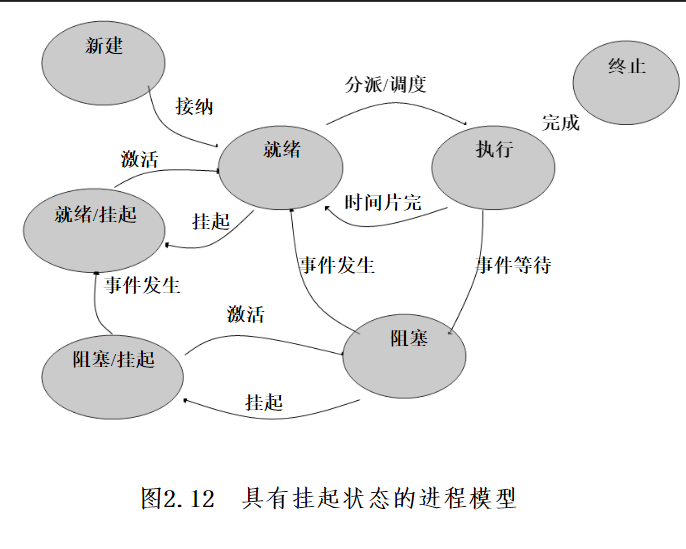 新建
终止
分派/调度
接纳
完成
就绪
执行
激活
时间片完
就绪/挂起
挂起
事件发生
事件等待
事件发生
激活
阻塞
阻塞/挂起
挂起
图2.12 具有挂起状态的进程模型